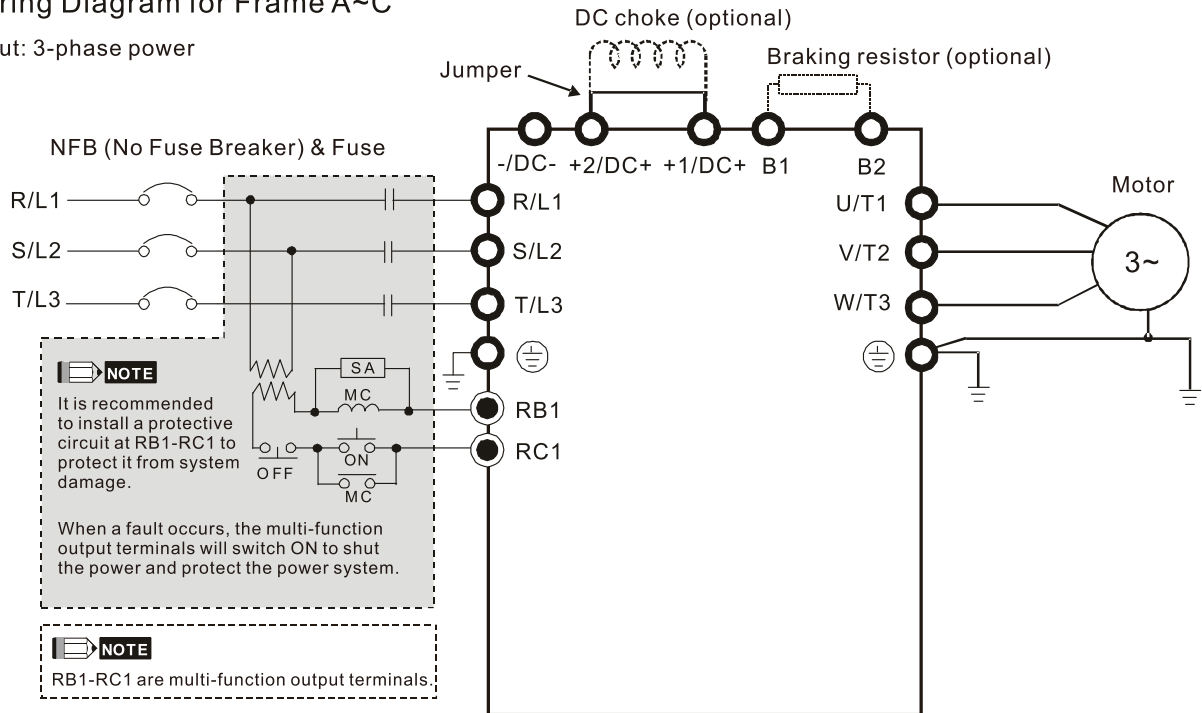 ring Diagram for Frame A~C
ut: 3-phase power
DC choke (optional)
Jumper
Braking resistor (optional)
NFB (No Fuse Breaker) & Fuse
-/DC- +2/DC+ +1/DC+ B1 B2
Motor
R/L1
R/L1
U/T1
S/L2
S/L2
V/T2
3~
T/L3
T/L3
W/T3
NOTE
It is recommended
to install a protective
circuit at RB1-RC1 to
protect it from system
damage.
SA
MC
RB1
RC1
OFF
ON
MC
When a fault occurs, the multi-function
output terminals will switch ON to shut
the power and protect the power system.
NOTE
RB1-RC1 are multi-function output terminals.